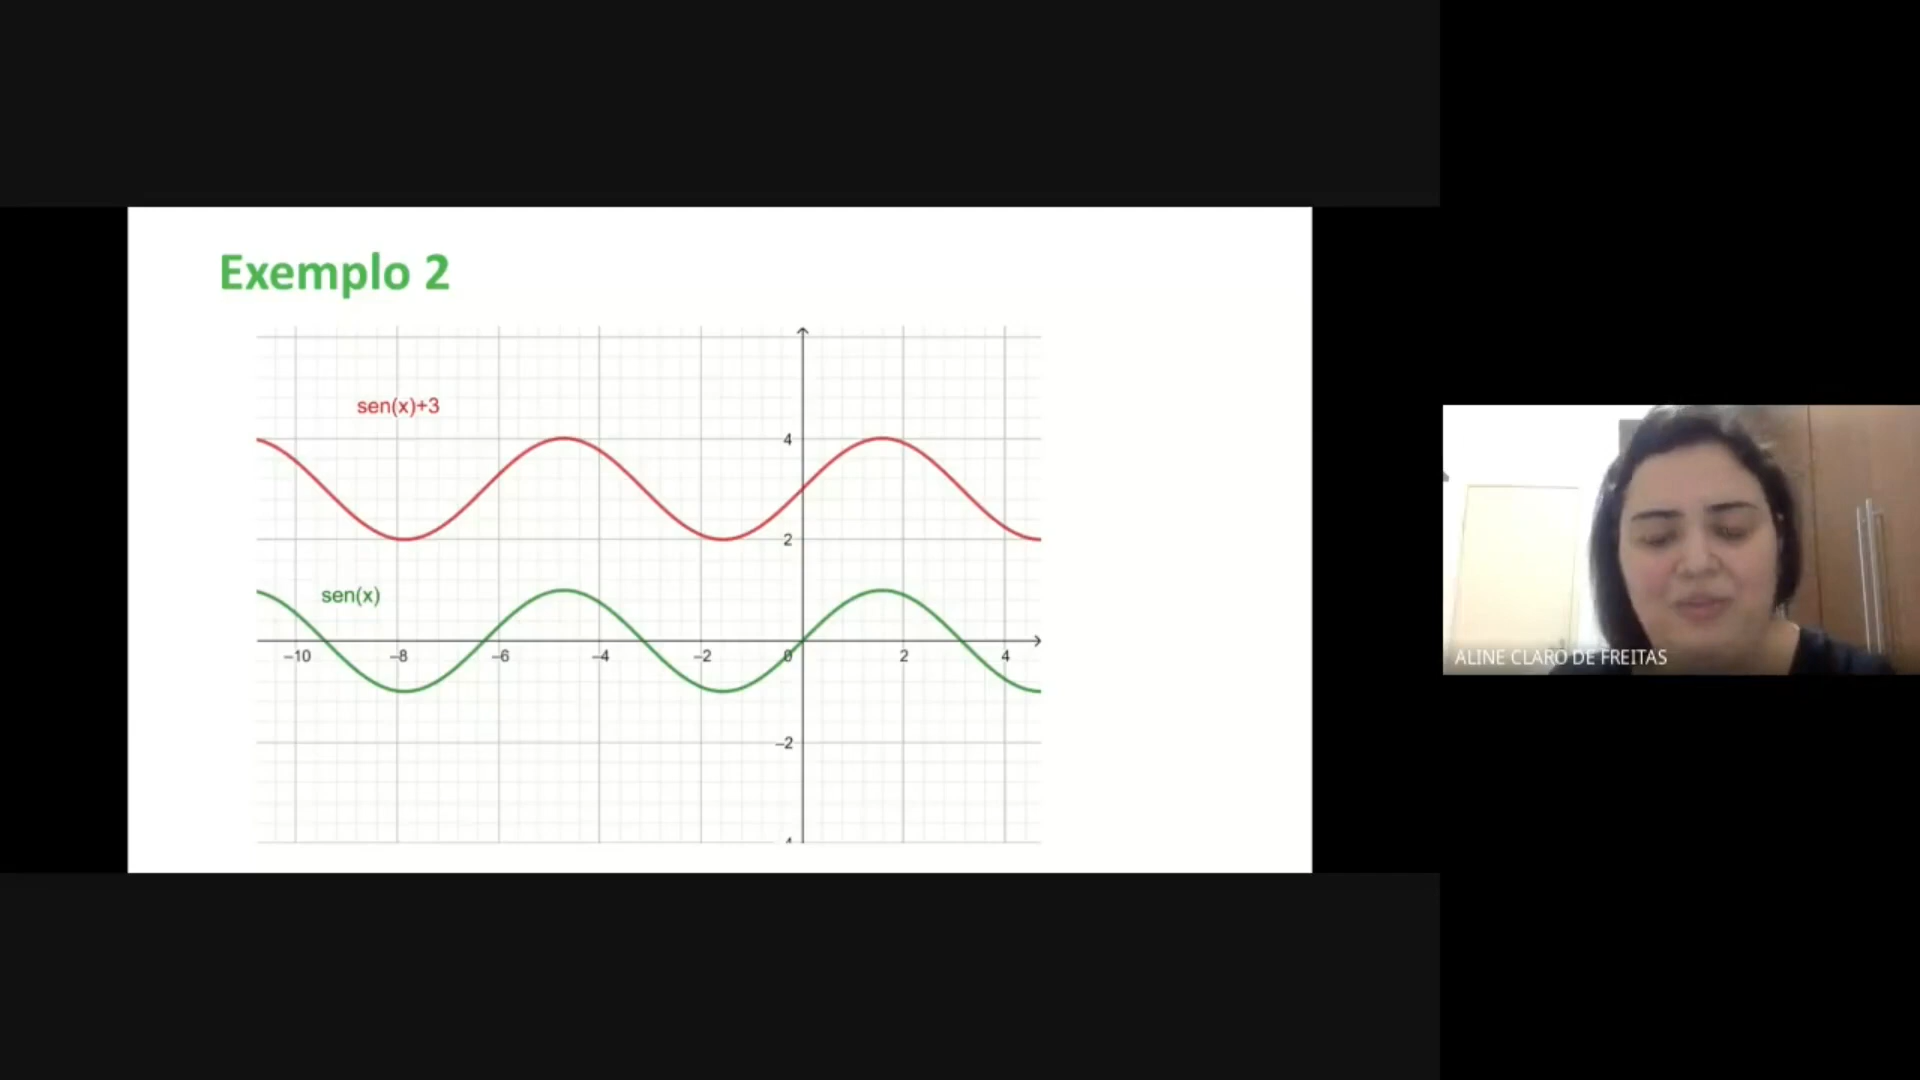 Exemplo 2
sen(x)+3
4
2
sen(x)
–10 –8 –6 –4 –2 0 2 4
–2
ALINE CLARO DE FREITAS